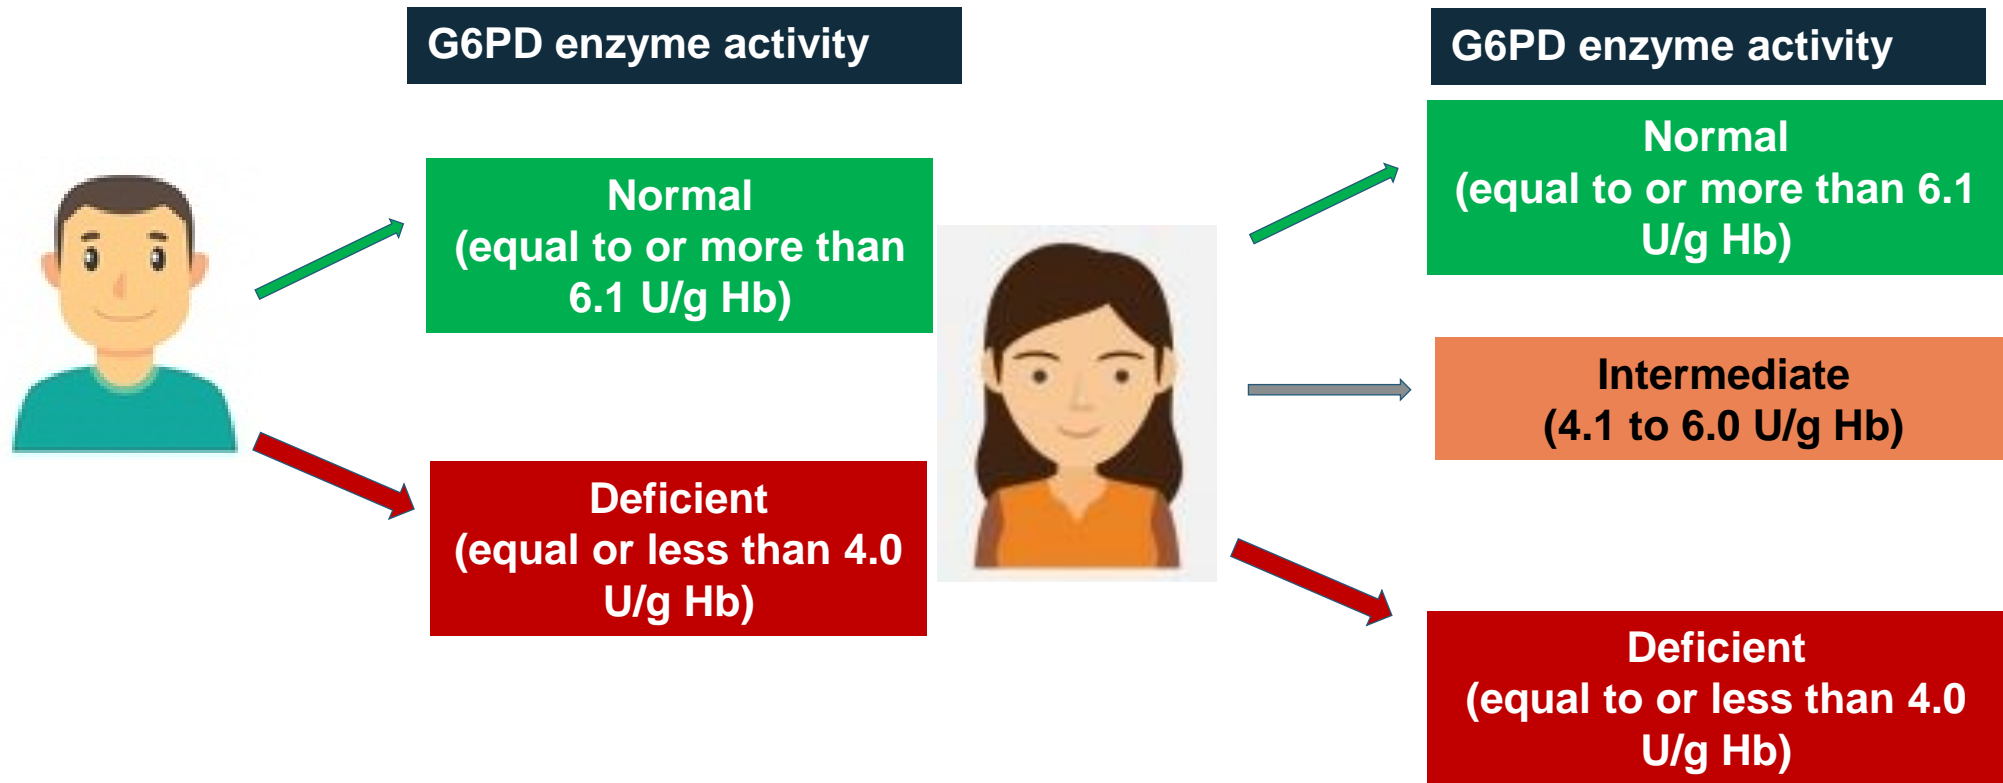 G6PD enzyme activity
Normal
(equal to or more than
6.1 U/g Hb)
Deficient
(equal or less than 4.0
U/g Hb)
G6PD enzyme activity
Normal
(equal to or more than 6.1
U/g Hb)
Intermediate
(4.1 to 6.0 U/g Hb)
Deficient
(equal to or less than 4.0
U/g Hb)